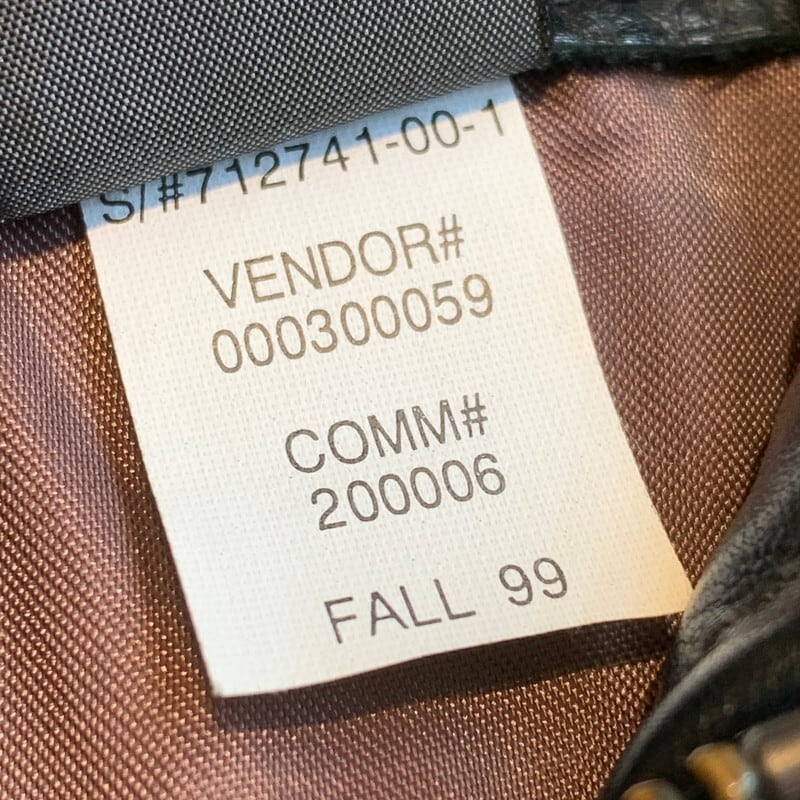 S/#712741-00-1
VENDOR#
000300059
COMM#
200006
FALL 99